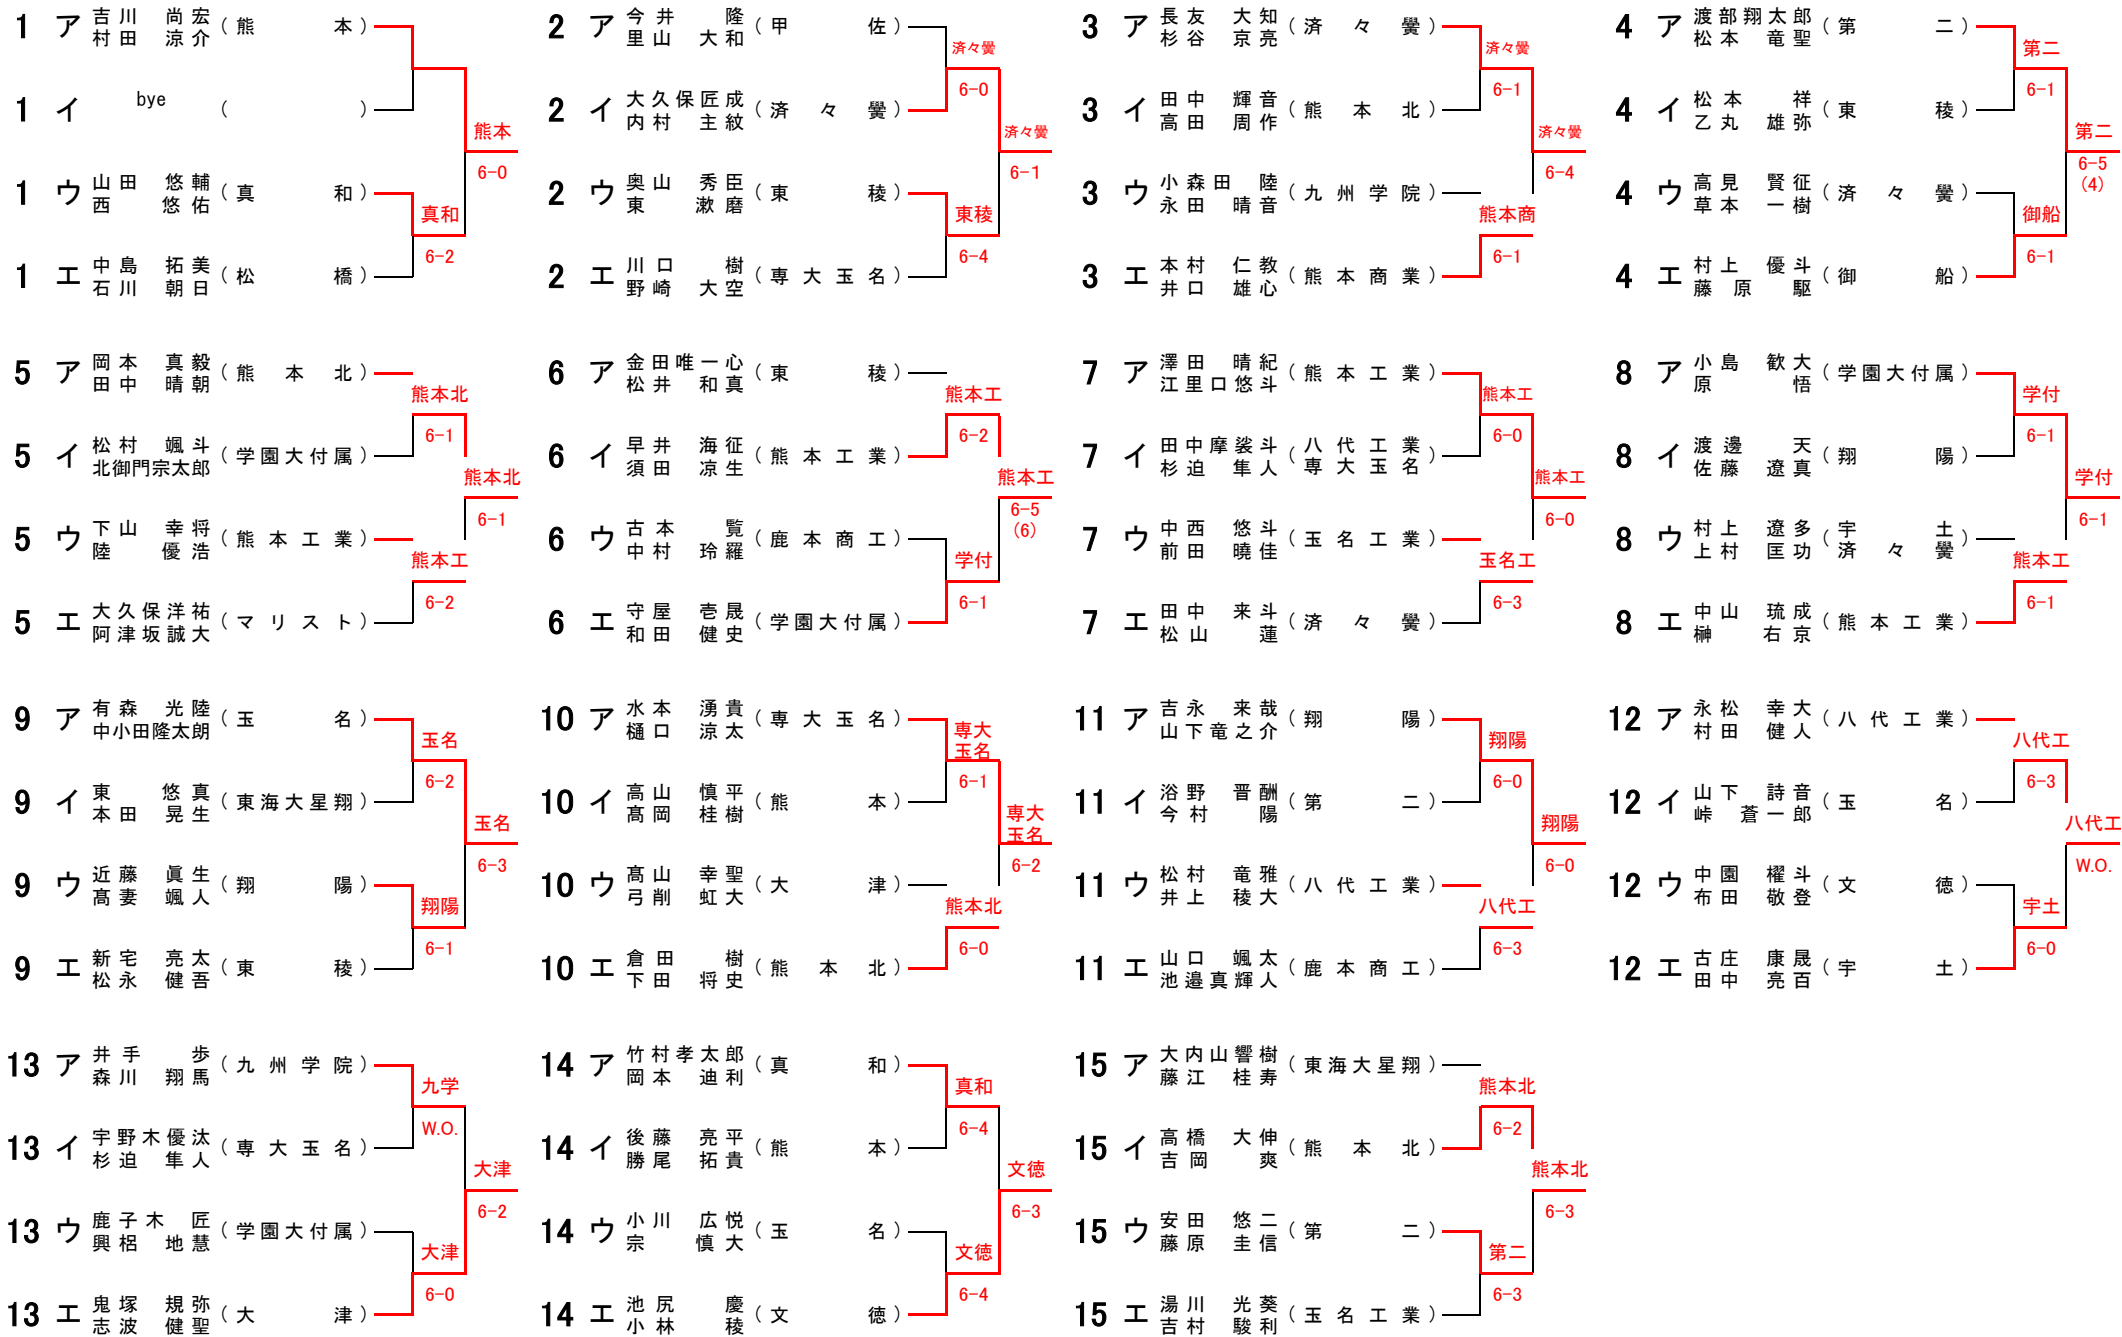 1 ア 吉川 尚宏 村田 涼介 (熊本)
1 イ bye ( )
1 ウ 山田 悠輔 西 悠佑 (真和)
1 エ 中島 拓美 石川 朝日 (松橋)
熊本 6-0
真和 6-2
2 ア 今井 隆 里山 大和 (甲佐)
2 イ 大久保匠成 内村 主紋 (済々黌)
2 ウ 奥山 秀臣 東 漱磨 (東稜)
2 エ 川口 樹 野崎 大空 (専大玉名)
済々黌 6-0
済々黌 6-1
東稜 6-4
3 ア 長友 大知 杉谷 京亮 (済々黌)
3 イ 田中 輝音 高田 周作 (熊本北)
3 ウ 小森田 陸 永田 晴音 (九州学院)
3 エ 本村 仁教 井口 雄心 (熊本商業)
済々黌 6-1
済々黌 6-4
熊本商 6-1
4 ア 渡部翔太郎 松本 竜聖 (第二)
4 イ 松本 祥 乙丸 雄弥 (東稜)
4 ウ 高見 賢征 草本 一樹 (済々黌)
4 エ 村上 優斗 藤原 駆 (御船)
第二 6-1
第二 6-5 (4)
御船 6-1
5 ア 岡本 真毅 田中 晴朝 (熊本北)
5 イ 松村 颯斗 北御門宗太郎 (学園大付属)
5 ウ 下山 幸将 陸 優浩 (熊本工業)
5 エ 大久保洋祐 阿津坂誠大 (マリスト)
熊本北 6-1
熊本北 6-1
熊本工 6-2
6 ア 金田唯一心 松井 和真 (東稜)
6 イ 早井 海征 須田 凉生 (熊本工業)
6 ウ 古本 覧 中村 玲羅 (鹿本商工)
6 エ 守屋 壱晟 和田 健史 (学園大付属)
熊本工 6-2
熊本工 6-5 (6)
学付 6-1
7 ア 澤田 晴紀 江里口悠斗 (熊本工業)
7 イ 田中摩裟斗 杉迫 隼人 (八代工業 専大玉名)
7 ウ 中西 悠斗 前田 曉佳 (玉名工業)
7 エ 田中 来斗 松山 蓮 (済々黌)
熊本工 6-0
熊本工 6-0
玉名工 6-3
8 ア 小島 歓大 原 悟 (学園大付属)
8 イ 渡邊 天 佐藤 遼真 (翔陽)
8 ウ 村上 遼多 上村 匡功 (宇土 済々黌)
8 エ 中山 琉成 榊 右京 (熊本工業)
学付 6-1
学付 6-1
熊本工 6-1
9 ア 有森 光陸 中小田隆太朗 (玉名)
9 イ 東 悠真 本田 晃生 (東海大星翔)
9 ウ 近藤 眞生 髙妻 颯人 (翔陽)
9 エ 新宅 亮太 松永 健吾 (東稜)
玉名 6-2
玉名 6-3
翔陽 6-1
10 ア 水本 湧貴 樋口 涼太 (専大玉名)
10 イ 高山 慎平 髙岡 桂樹 (熊本)
10 ウ 髙山 幸聖 弓削 虹大 (大津)
10 エ 倉田 樹 下田 将史 (熊本北)
専大玉名 6-1
専大玉名 6-2
熊本北 6-0
11 ア 吉永 来哉 山下竜之介 (翔陽)
11 イ 浴野 晋酬 今村 陽 (第二)
11 ウ 松村 竜雅 井上 稜大 (八代工業)
11 エ 山口 颯太 池邉真輝人 (鹿本商工)
翔陽 6-0
翔陽 6-0
八代工 6-3
12 ア 永松 幸大 村田 健人 (八代工業)
12 イ 山下 詩音 峠 蒼一郎 (玉名)
12 ウ 中園 櫂斗 布田 敬登 (文徳)
12 エ 古庄 康晟 田中 亮百 (宇土)
八代工 6-3
八代工 W.O.
宇土 6-0
13 ア 井手 歩 森川 翔馬 (九州学院)
13 イ 宇野木優汰 杉迫 隼人 (専大玉名)
13 ウ 鹿子木 匠 興梠 地慧 (学園大付属)
13 エ 鬼塚 規弥 志波 健聖 (大津)
九学 W.O.
大津 6-2
大津 6-0
14 ア 竹村孝太郎 岡本 迪利 (真和)
14 イ 後藤 亮平 勝尾 拓貴 (熊本)
14 ウ 小川 広悦 宗 慎大 (玉名)
14 エ 池尻 慶 小林 稜 (文徳)
真和 6-4
文徳 6-3
文徳 6-4
15 ア 大内山響樹 藤江 桂寿 (東海大星翔)
15 イ 高橋 大伸 吉岡 爽 (熊本北)
15 ウ 安田 悠二 藤原 圭信 (第二)
15 エ 湯川 光葵 吉村 駿利 (玉名工業)
熊本北 6-2
熊本北 6-3
第二 6-3